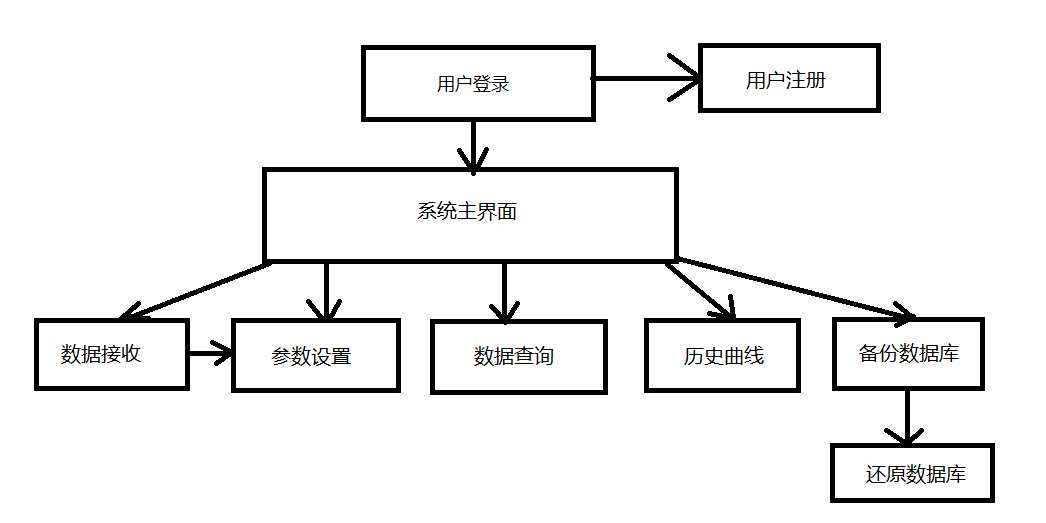 用户登录
用户注册
系统主界面
数据接收
参数设置
数据查询
历史曲线
备份数据库
还原数据库